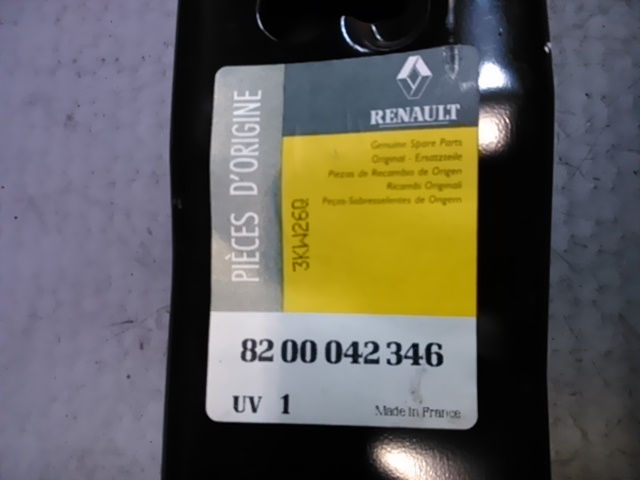 PIÈCES D'ORIGINE
RENAULT
Genuine Spare Parts
Original - Ersatzteile
Piezas de Recambio de Origen
Ricambi Originali
Peças-Sobresselentes de Origem
3KW26Q
82 00 042 346
UV 1
Made in France